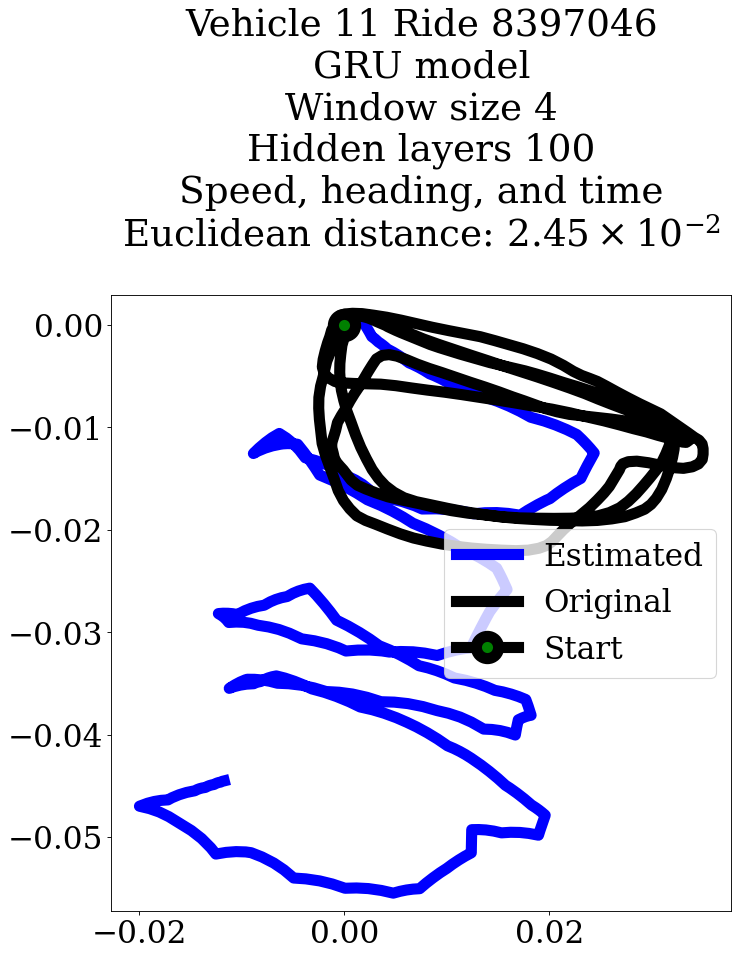 Vehicle 11 Ride 8397046
GRU model
Window size 4
Hidden layers 100
Speed, heading, and time
Euclidean distance: 2.45 × 10⁻²
0.00
−0.01
−0.02
−0.03
−0.04
−0.05
Estimated
Original
Start
−0.02 0.00 0.02